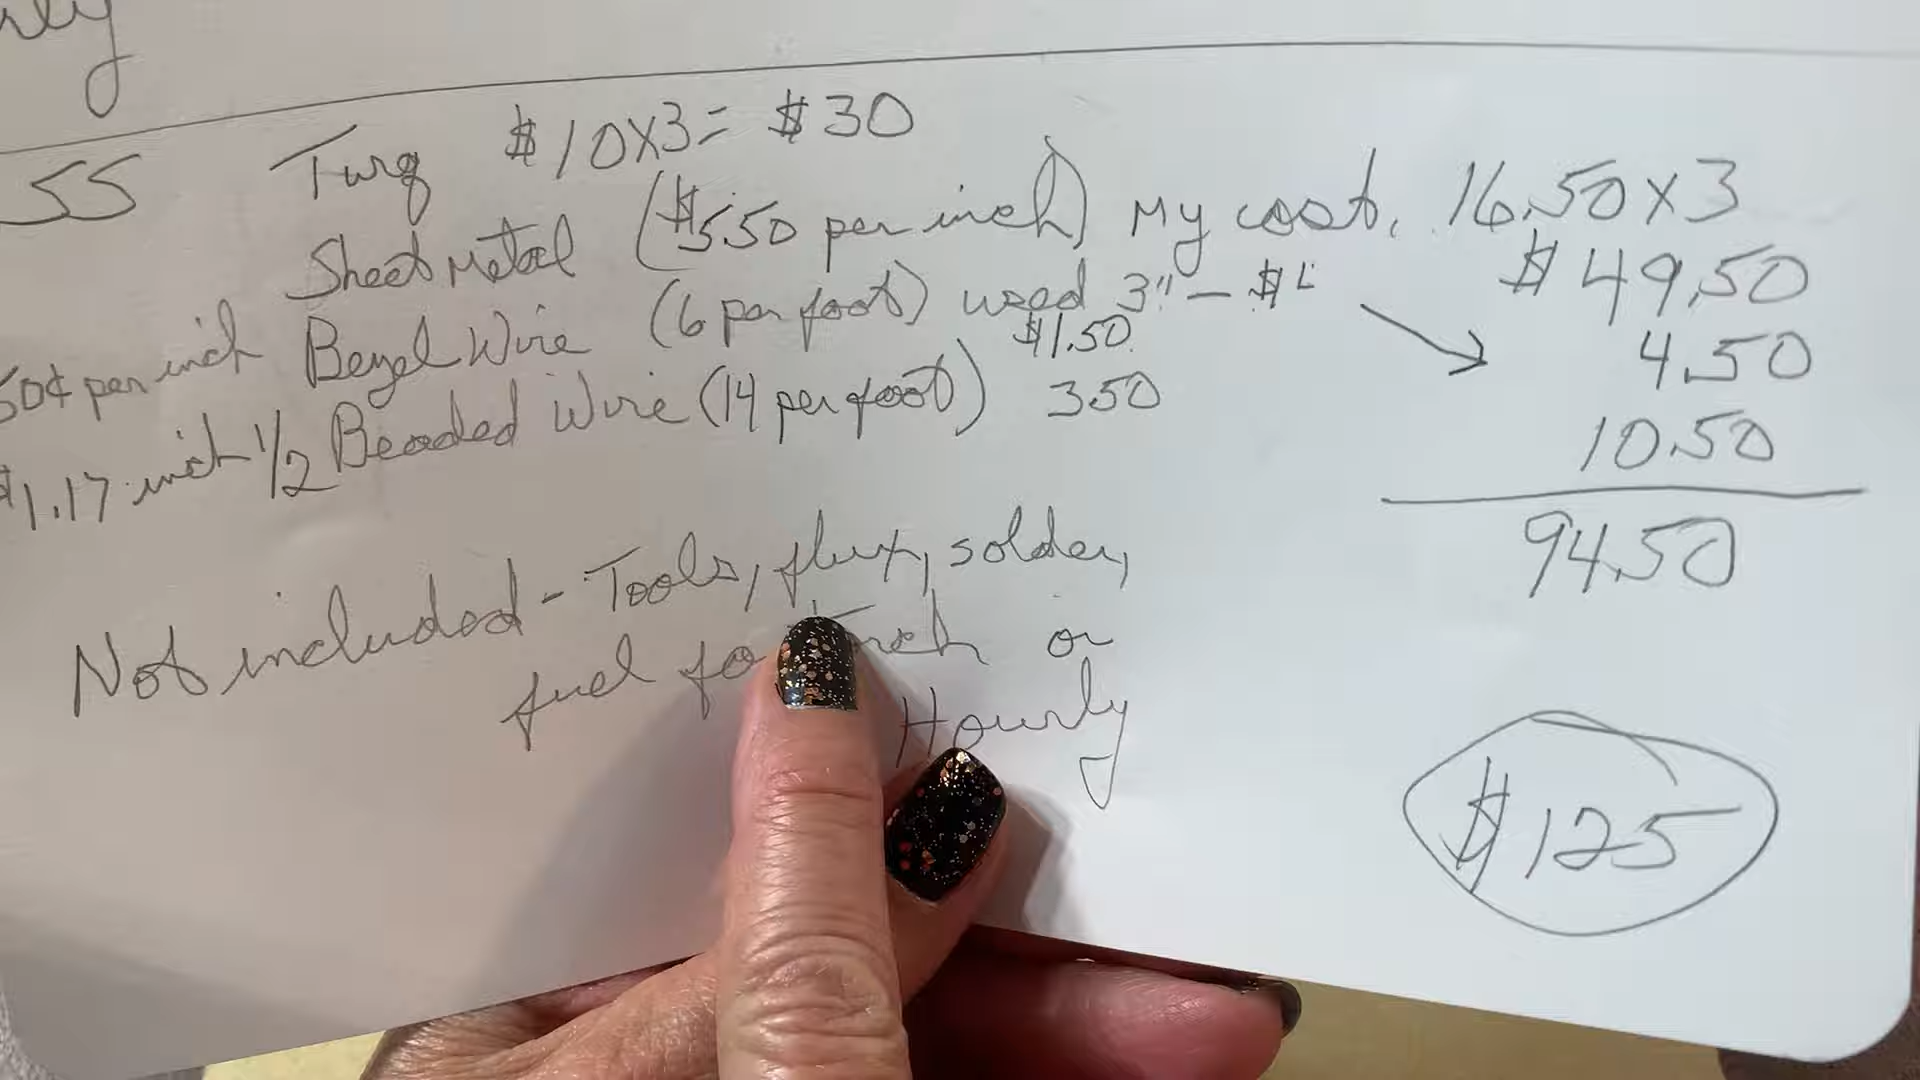 SS Turq $10x3= $30
Sheet Metal ($5.50 per inch) My cost. 16.50x3
$49.50
50¢ per inch Bezel Wire (6 per foot) used 3"- $
$1.50 4.50
$1.17 inch 1/2 Beaded Wire (14 per foot) 3.50 10.50
94.50
Not included - Tools, flux, solder,
fuel for Torch or
Hourly
$125